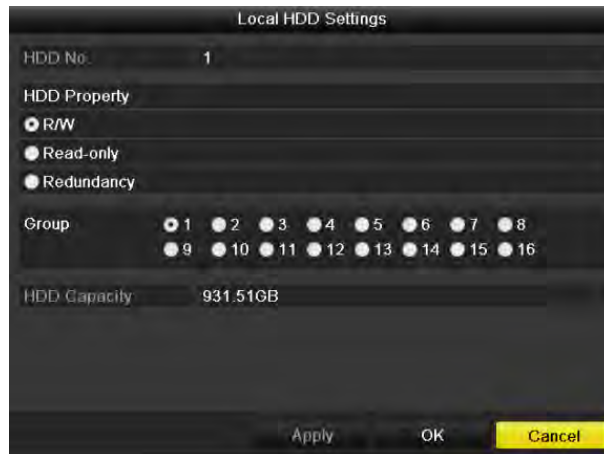 Local HDD Settings
HDD No. 1
HDD Property
R/W
Read-only
Redundancy
Group 1 2 3 4 5 6 7 8
9 10 11 12 13 14 15 16
HDD Capacity 931.51GB
Apply OK Cancel